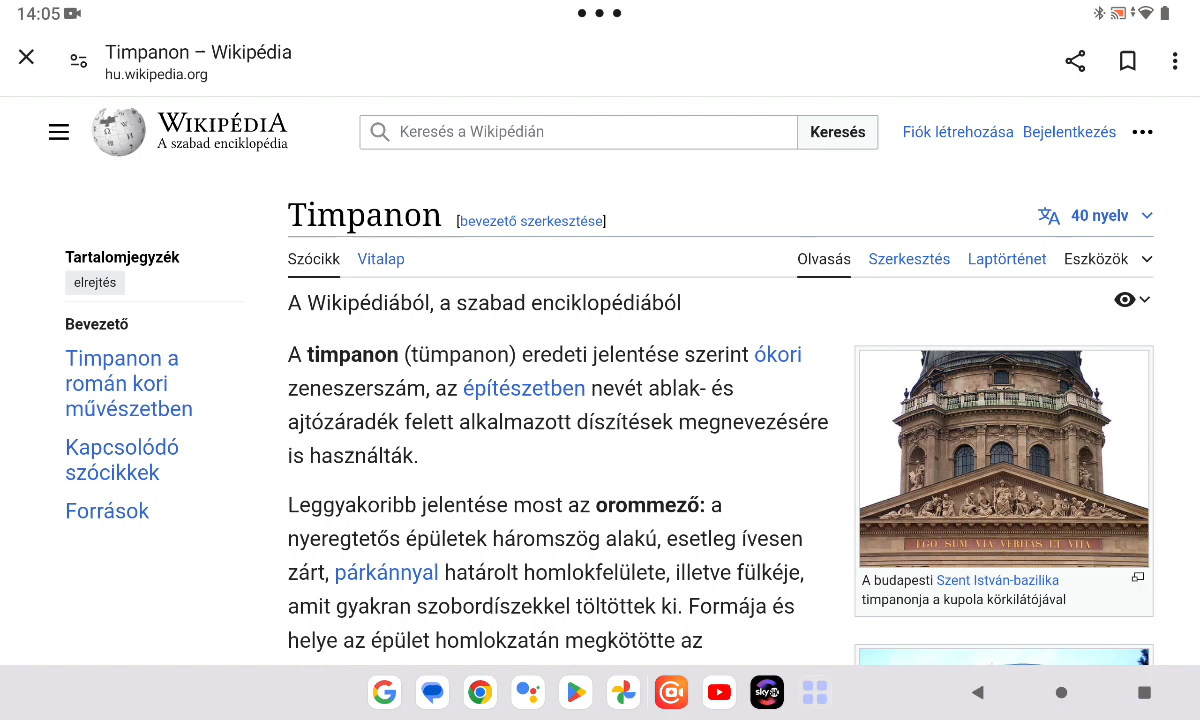 14:05
Timpanon – Wikipédia
hu.wikipedia.org
WIKIPÉDIA
A szabad enciklopédia
Keresés a Wikipédián
Keresés
Fiók létrehozása Bejelentkezés
Timpanon [bevezető szerkesztése]
40 nyelv
Tartalomjegyzék
elrejtés
Bevezető
Timpanon a
román kori
művészetben
Kapcsolódó
szócikkek
Források
Szócikk Vitalap
Olvasás Szerkesztés Laptörténet Eszközök
A Wikipédiából, a szabad enciklopédiából
A timpanon (tümpanon) eredeti jelentése szerint ókori
zeneszerszám, az építészetben nevét ablak- és
ajtózáradék felett alkalmazott díszítések megnevezésére
is használták.
Leggyakoribb jelentése most az orommező: a
nyeregtetős épületek háromszög alakú, esetleg ívesen
zárt, párkánnyal határolt homlokfelülete, illetve fülkéje,
amit gyakran szobordíszekkel töltöttek ki. Formája és
helye az épület homlokzatán megkötötte az
EGO SUM VIA VERITAS ET VITA
A budapesti Szent István-bazilika
timpanonja a kupola körkilátójával
sky